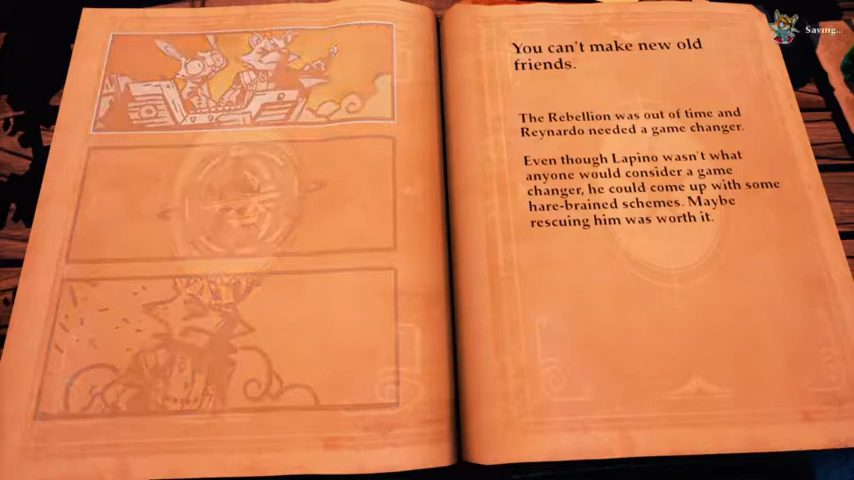 Saving...
You can't make new old
friends.
The Rebellion was out of time and
Reynardo needed a game changer.
Even though Lapino wasn't what
anyone would consider a game
changer, he could come up with some
hare-brained schemes. Maybe
rescuing him was worth it.